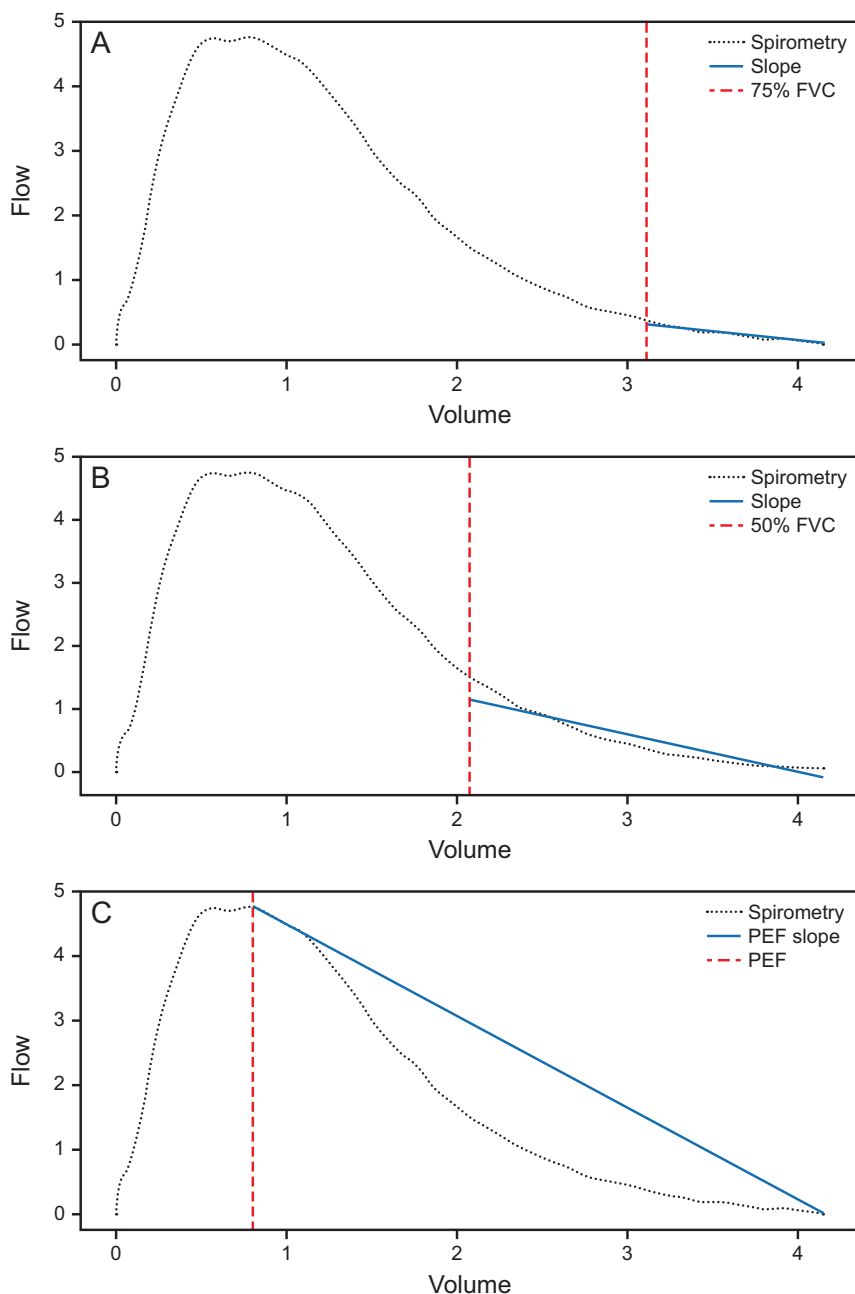 A
Spirometry
Slope
75% FVC
5
4
3
2
1
0
Flow
0 1 2 3 4
Volume
B
Spirometry
Slope
50% FVC
5
4
3
2
1
0
Flow
0 1 2 3 4
Volume
C
Spirometry
PEF slope
PEF
5
4
3
2
1
0
Flow
0 1 2 3 4
Volume